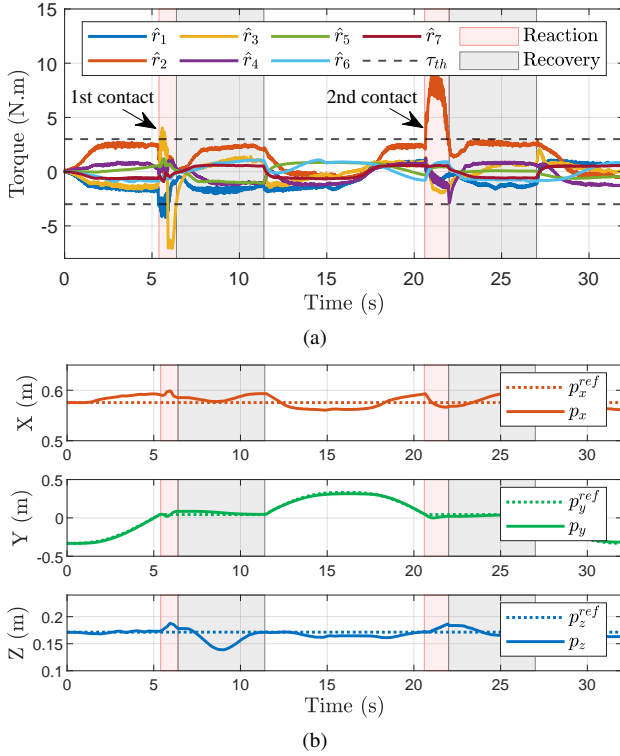 15
10
5
0
-5
Torque (N.m)
r̂₁ r̂₃ r̂₅ r̂₇ Reaction
r̂₂ r̂₄ r̂₆ τ_th Recovery
1st contact
2nd contact
0 5 10 15 20 25 30
Time (s)
(a)
0.6
0.5
X (m)
p_x^ref
p_x
0 5 10 15 20 25 30
0.5
0
-0.5
Y (m)
p_y^ref
p_y
0 5 10 15 20 25 30
0.2
0.15
0.1
Z (m)
p_z^ref
p_z
0 5 10 15 20 25 30
Time (s)
(b)